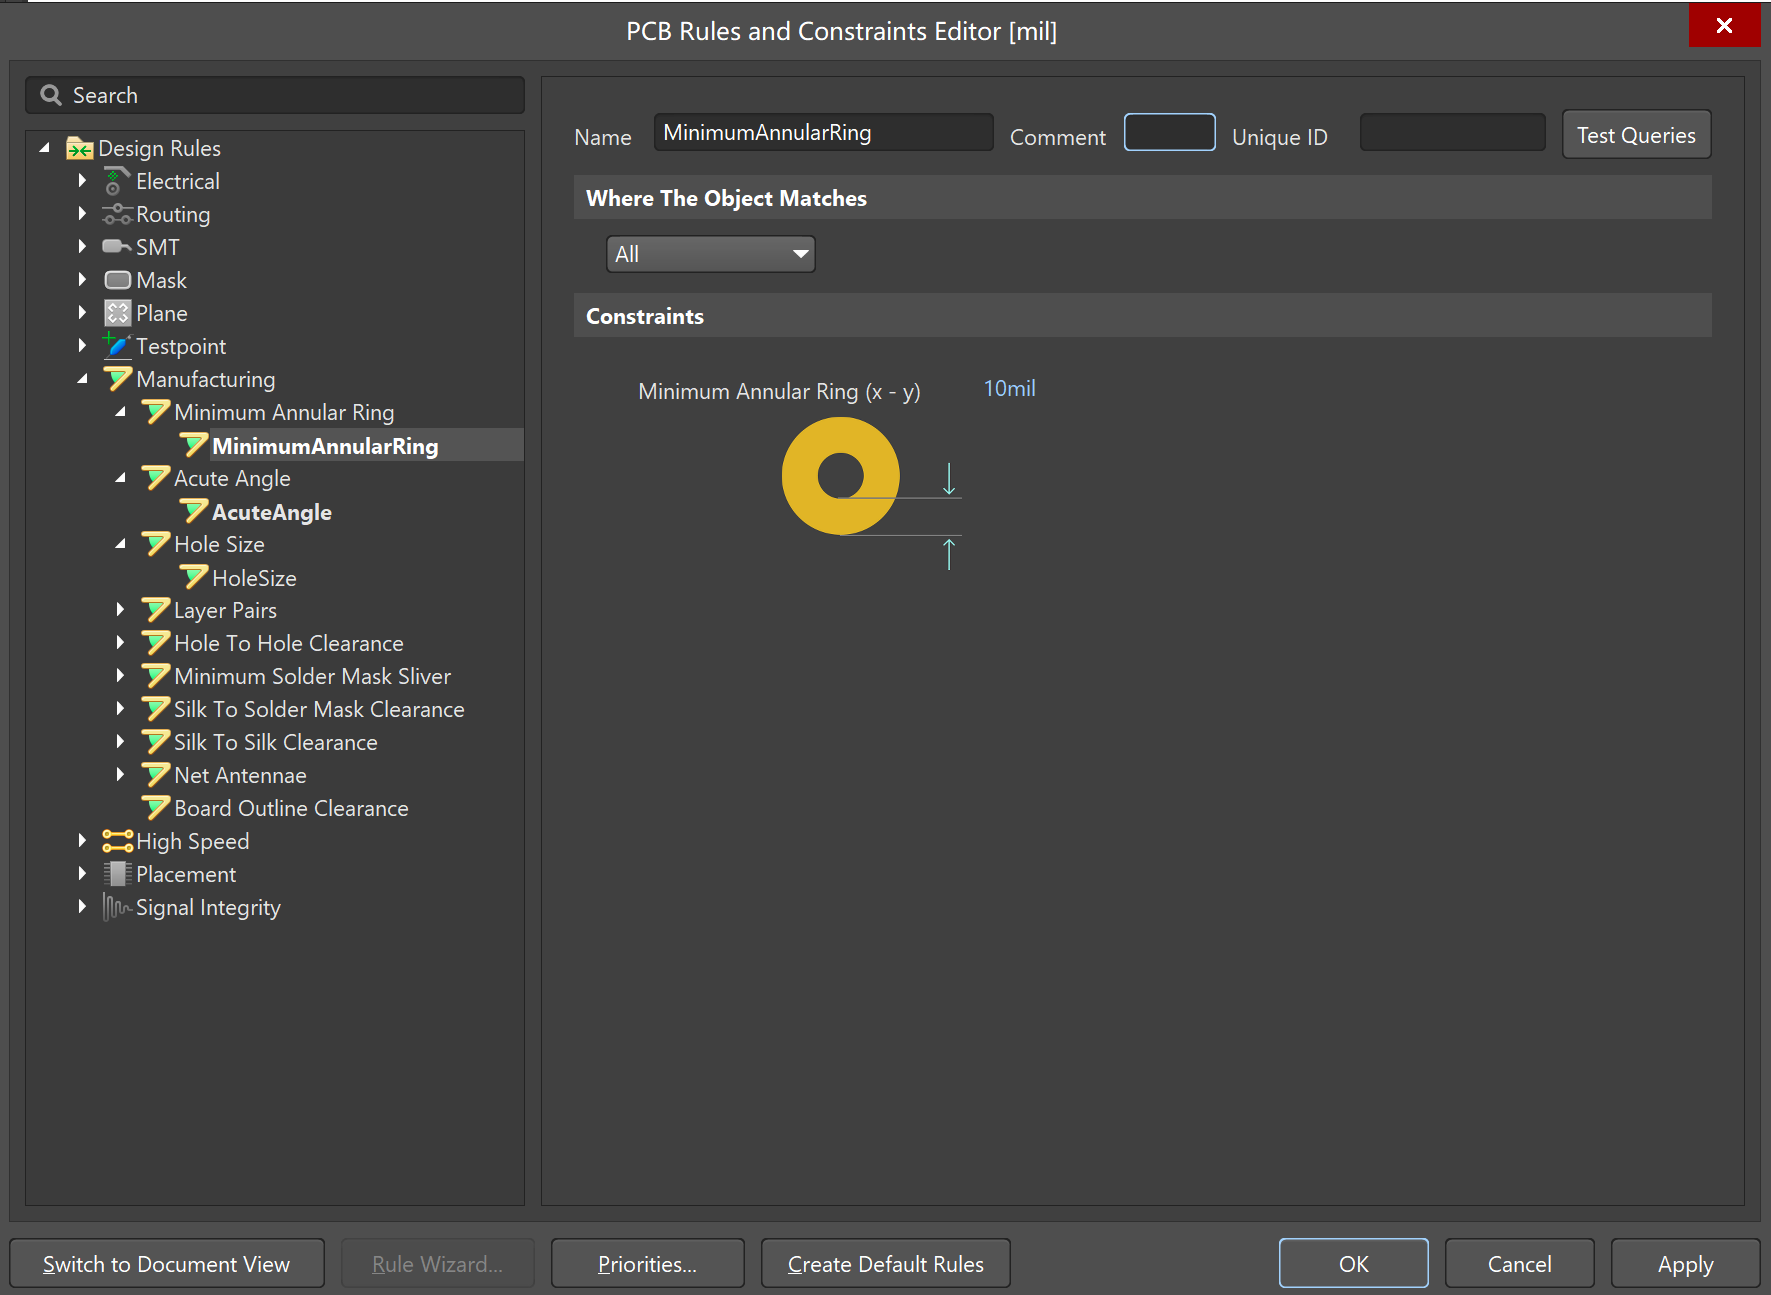 PCB Rules and Constraints Editor [mil]
Search
Design Rules
Electrical
Routing
SMT
Mask
Plane
Testpoint
Manufacturing
Minimum Annular Ring
MinimumAnnularRing
Acute Angle
AcuteAngle
Hole Size
HoleSize
Layer Pairs
Hole To Hole Clearance
Minimum Solder Mask Sliver
Silk To Solder Mask Clearance
Silk To Silk Clearance
Net Antennae
Board Outline Clearance
High Speed
Placement
Signal Integrity
Name MinimumAnnularRing Comment Unique ID Test Queries
Where The Object Matches
All
Constraints
Minimum Annular Ring (x - y) 10mil
Switch to Document View Rule Wizard... Priorities... Create Default Rules OK Cancel Apply